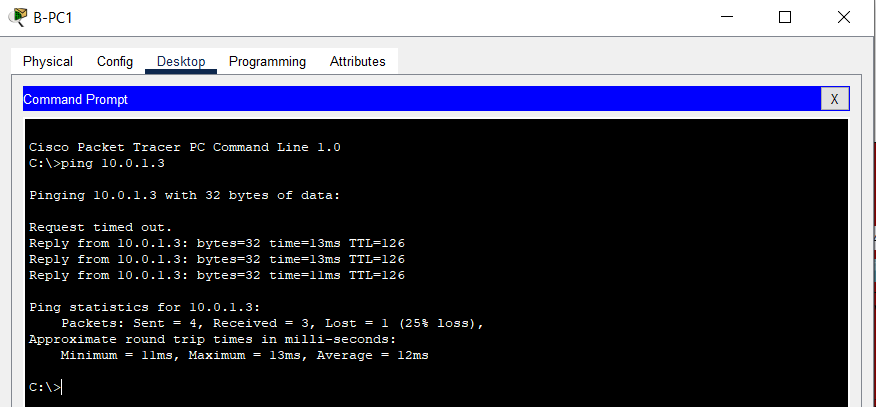 B-PC1
Physical Config Desktop Programming Attributes
Command Prompt X
Cisco Packet Tracer PC Command Line 1.0
C:\>ping 10.0.1.3
Pinging 10.0.1.3 with 32 bytes of data:
Request timed out.
Reply from 10.0.1.3: bytes=32 time=13ms TTL=126
Reply from 10.0.1.3: bytes=32 time=13ms TTL=126
Reply from 10.0.1.3: bytes=32 time=11ms TTL=126
Ping statistics for 10.0.1.3:
    Packets: Sent = 4, Received = 3, Lost = 1 (25% loss),
Approximate round trip times in milli-seconds:
    Minimum = 11ms, Maximum = 13ms, Average = 12ms
C:\>